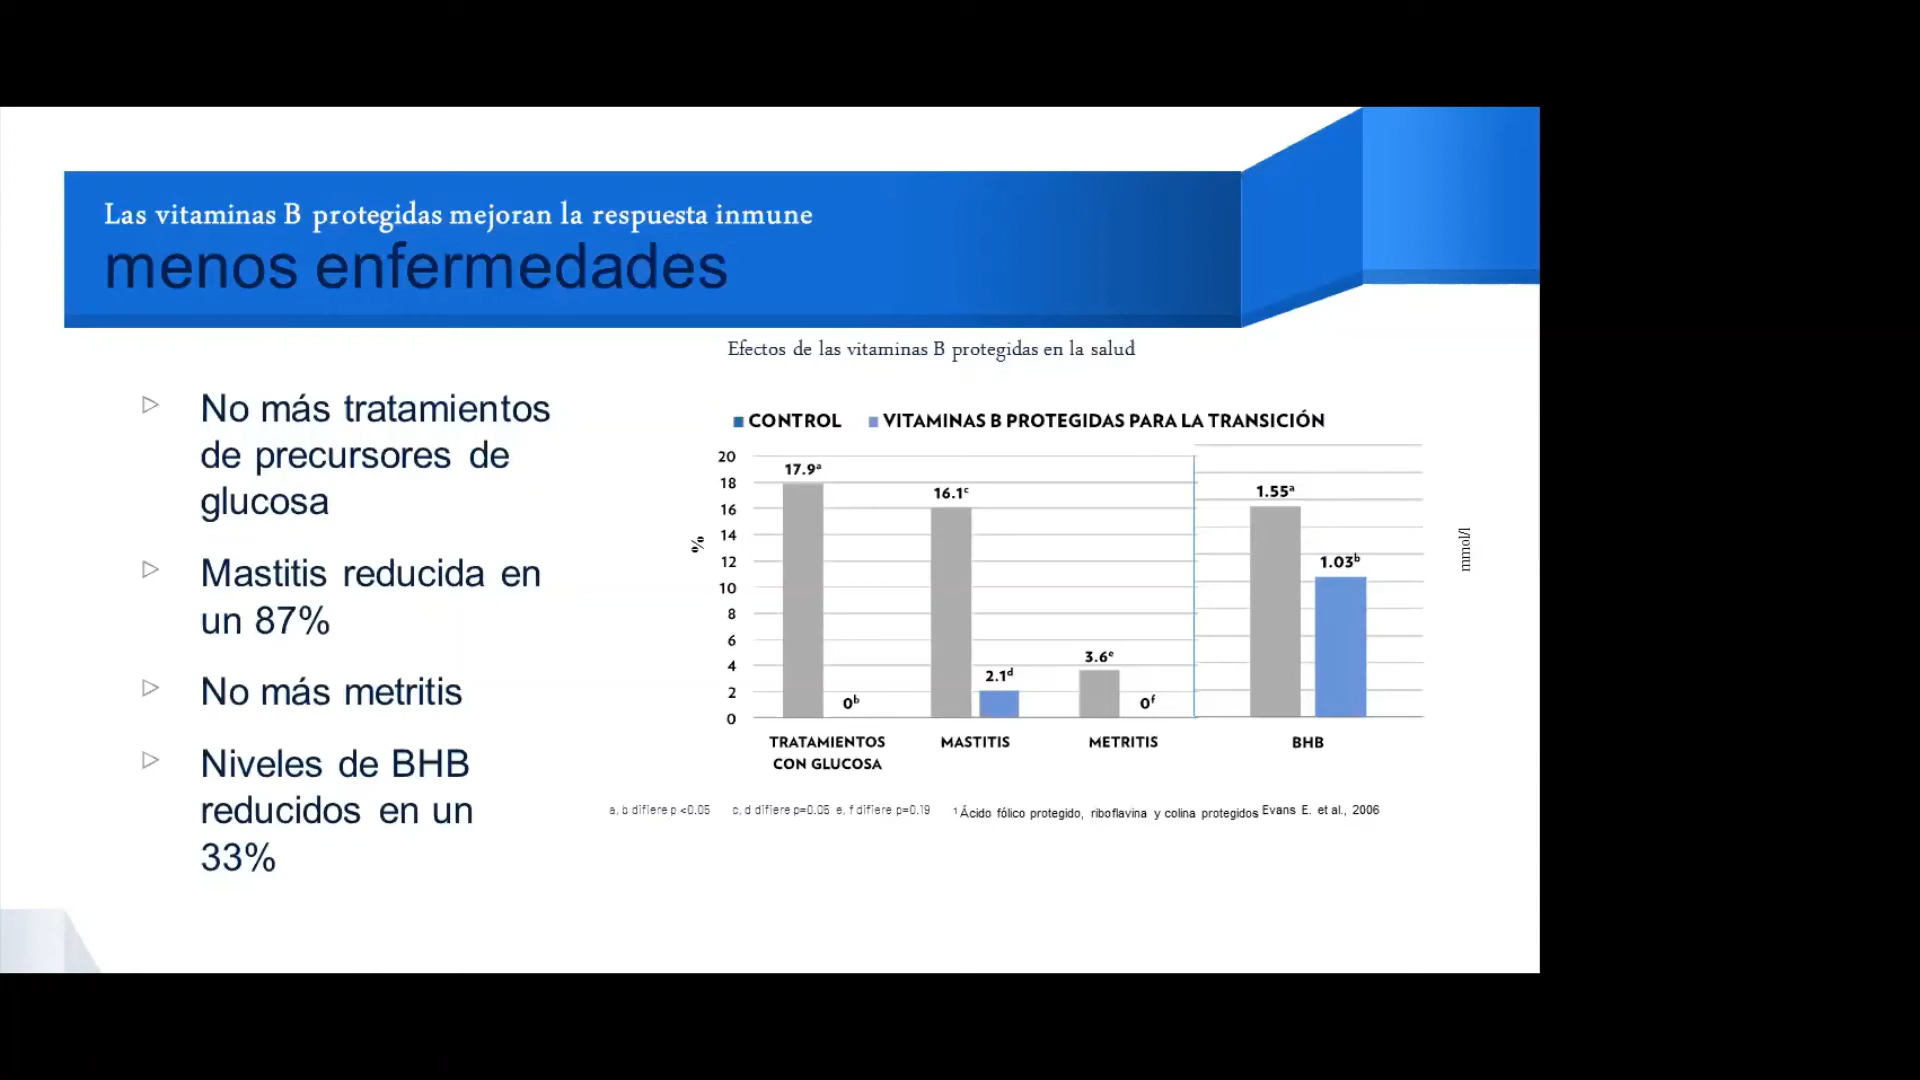 Las vitaminas B protegidas mejoran la respuesta inmune
menos enfermedades
No más tratamientos
de precursores de
glucosa
Mastitis reducida en
un 87%
No más metritis
Niveles de BHB
reducidos en un
33%
Efectos de las vitaminas B protegidas en la salud
CONTROL VITAMINAS B PROTEGIDAS PARA LA TRANSICIÓN
%
20
18
16
14
12
10
8
6
4
2
0
17.9ᵃ
0ᵇ
16.1ᶜ
2.1ᵈ
3.6ᵉ
0ᶠ
1.55ᵃ
1.03ᵇ
mmol/l
TRATAMIENTOS
CON GLUCOSA
MASTITIS
METRITIS
BHB
a, b difiere p <0.05 c, d difiere p=0.05 e, f difiere p=0.19 ¹ Ácido fólico protegido, riboflavina y colina protegidos Evans E. et al., 2006